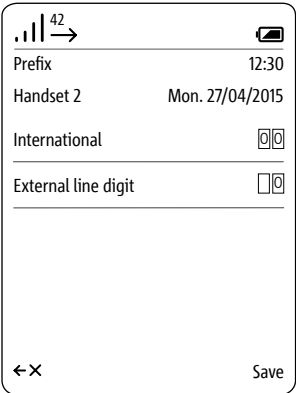 42
Prefix 12:30
Handset 2 Mon. 27/04/2015
International 00
External line digit 0
Save